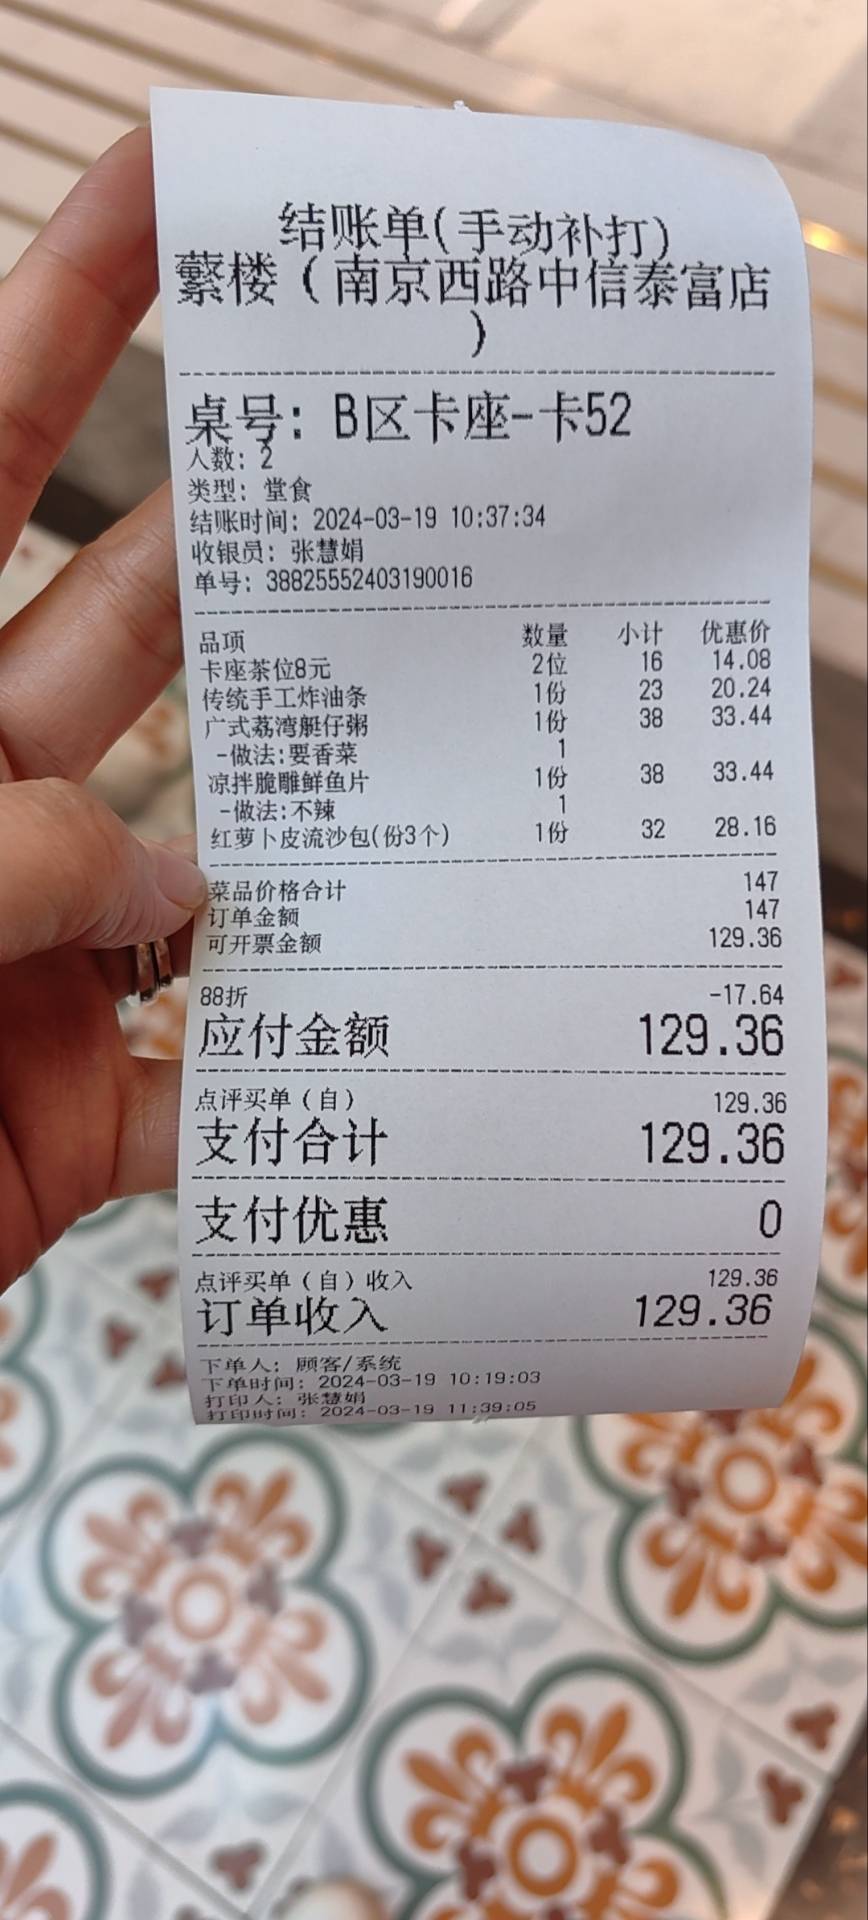 结账单(手动补打)
蘩楼（南京西路中信泰富店
）
桌号: B区卡座-卡52
人数: 2
类型: 堂食
结账时间: 2024-03-19 10:37:34
收银员: 张慧娟
单号: 38825552403190016
品项 数量 小计 优惠价
卡座茶位8元 2位 16 14.08
传统手工炸油条 1份 23 20.24
广式荔湾艇仔粥 1份 38 33.44
-做法:要香菜 1
凉拌脆雕鲜鱼片 1份 38 33.44
-做法:不辣 1
红萝卜皮流沙包(份3个) 1份 32 28.16
菜品价格合计 147
订单金额 147
可开票金额 129.36
88折 -17.64
应付金额 129.36
点评买单（自） 129.36
支付合计 129.36
支付优惠 0
点评买单（自）收入 129.36
订单收入 129.36
下单人: 顾客/系统
下单时间: 2024-03-19 10:19:03
打印人: 张慧娟
打印时间: 2024-03-19 11:39:05